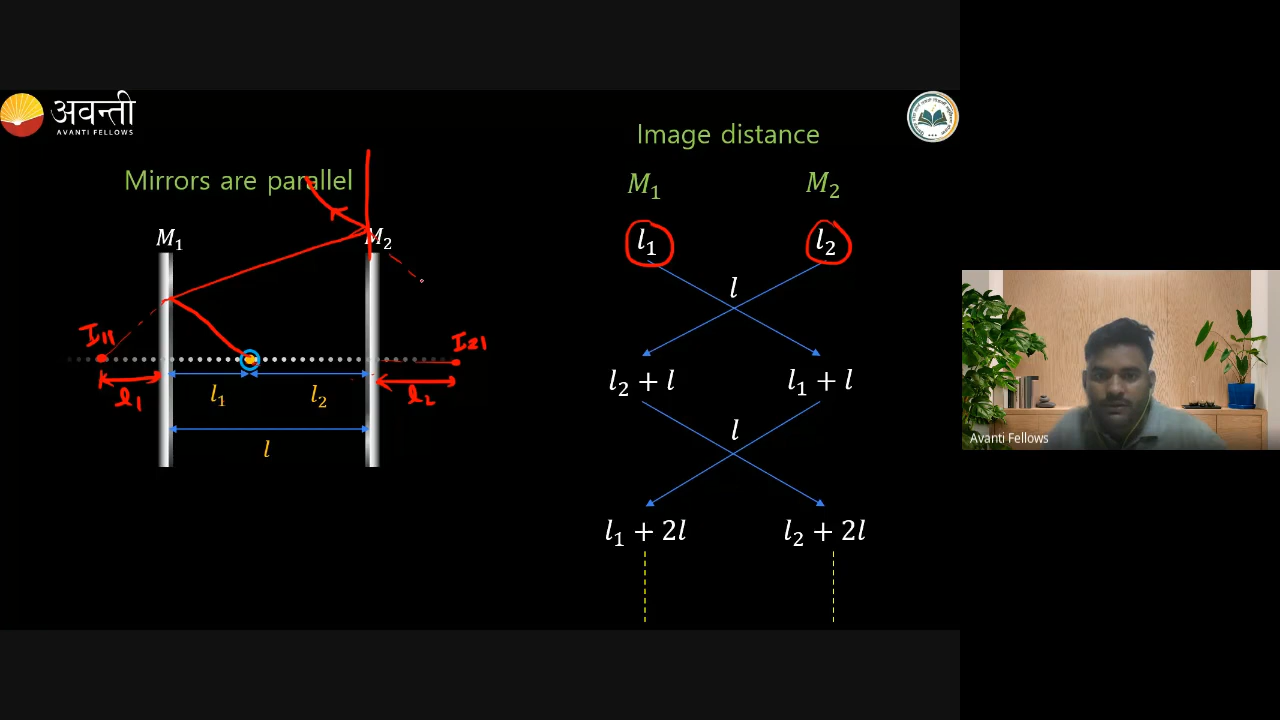 अवन्ती
AVANTI FELLOWS
Mirrors are parallel
M₁
M₂
I₁₁
I₂₁
l₁
l₂
l₁
l₂
l
Image distance
M₁
M₂
l₁
l₂
l
l₂ + l
l₁ + l
l
l₁ + 2l
l₂ + 2l
Avanti Fellows